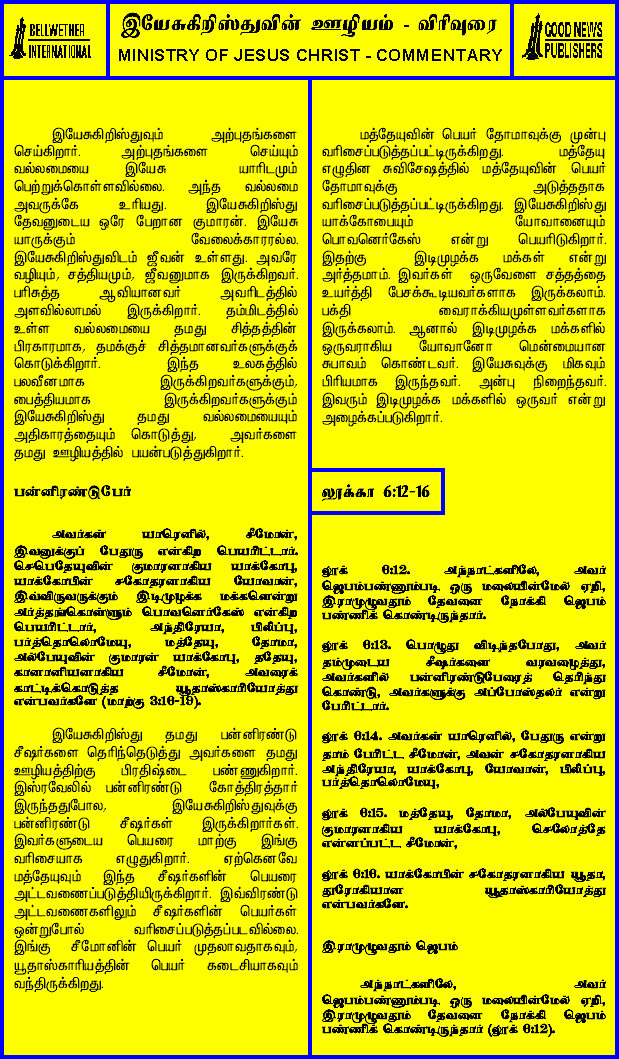 BELLWETHER
INTERNATIONAL
இயேசுகிறிஸ்துவின் ஊழியம் - விரிவுரை
MINISTRY OF JESUS CHRIST - COMMENTARY
GOOD NEWS
PUBLISHERS
இயேசுகிறிஸ்துவும் அற்புதங்களை
செய்கிறார். அற்புதங்களை செய்யும்
வல்லமையை இயேசு யாரிடமும்
பெற்றுக்கொள்ளவில்லை. அந்த வல்லமை
அவருக்கே உரியது. இயேசுகிறிஸ்து
தேவனுடைய ஒரே பேறான குமாரன். இயேசு
யாருக்கும் வேலைக்காரரல்ல.
இயேசுகிறிஸ்துவிடம் ஜீவன் உள்ளது. அவரே
வழியும், சத்தியமும், ஜீவனுமாக இருக்கிறவர்.
பரிசுத்த ஆவியானவர் அவரிடத்தில்
அளவில்லாமல் இருக்கிறார். தம்மிடத்தில்
உள்ள வல்லமையை தமது சித்தத்தின்
பிரகாரமாக, தமக்குச் சித்தமானவர்களுக்குக்
கொடுக்கிறார். இந்த உலகத்தில்
பலவீனமாக இருக்கிறவர்களுக்கும்,
பைத்தியமாக இருக்கிறவர்களுக்கும்
இயேசுகிறிஸ்து தமது வல்லமையையும்
அதிகாரத்தையும் கொடுத்து, அவர்களை
தமது ஊழியத்தில் பயன்படுத்துகிறார்.
பன்னிரண்டுபேர்
அவர்கள் யாரெனில், சீமோன்,
இவனுக்குப் பேதுரு என்கிற பெயரிட்டார்.
செபெதேயுவின் குமாரனாகிய யாக்கோபு,
யாக்கோபின் சகோதரனாகிய யோவான்,
இவ்விருவருக்கும் இடிமுழக்க மக்களென்று
அர்த்தங்கொள்ளும் பொவனெர்கேஸ் என்கிற
பெயரிட்டார், அந்திரேயா, பிலிப்பு,
பர்த்தொலொமேயு, மத்தேயு, தோமா,
அல்பேயுவின் குமாரன் யாக்கோபு, ததேயு,
கானானியனாகிய சீமோன், அவரைக்
காட்டிக்கொடுத்த யூதாஸ்காரியோத்து
என்பவர்களே (மாற்கு 3:16-19).
இயேசுகிறிஸ்து தமது பன்னிரண்டு
சீஷர்களை தெரிந்தெடுத்து அவர்களை தமது
ஊழியத்திற்கு பிரதிஷ்டை பண்ணுகிறார்.
இஸ்ரவேலில் பன்னிரண்டு கோத்திரத்தார்
இருந்ததுபோல, இயேசுகிறிஸ்துவுக்கு
பன்னிரண்டு சீஷர்கள் இருக்கிறார்கள்.
இவர்களுடைய பெயரை மாற்கு இங்கு
வரிசையாக எழுதுகிறார். ஏற்கெனவே
மத்தேயுவும் இந்த சீஷர்களின் பெயரை
அட்டவணைப்படுத்தியிருக்கிறார். இவ்விரண்டு
அட்டவணைகளிலும் சீஷர்களின் பெயர்கள்
ஒன்றுபோல் வரிசைப்படுத்தப்படவில்லை.
இங்கு சீமோனின் பெயர் முதலாவதாகவும்,
யூதாஸ்காரியத்தின் பெயர் கடைசியாகவும்
வந்திருக்கிறது.
மத்தேயுவின் பெயர் தோமாவுக்கு முன்பு
வரிசைப்படுத்தப்பட்டிருக்கிறது. மத்தேயு
எழுதின சுவிசேஷத்தில் மத்தேயுவின் பெயர்
தோமாவுக்கு அடுத்ததாக
வரிசைப்படுத்தப்பட்டிருக்கிறது. இயேசுகிறிஸ்து
யாக்கோபையும் யோவானையும்
பொவனெர்கேஸ் என்று பெயரிடுகிறார்.
இதற்கு இடிமுழக்க மக்கள் என்று
அர்த்தமாம். இவர்கள் ஒருவேளை சத்தத்தை
உயர்த்தி பேசக்கூடியவர்களாக இருக்கலாம்.
பக்தி வைராக்கியமுள்ளவர்களாக
இருக்கலாம். ஆனால் இடிமுழக்க மக்களில்
ஒருவராகிய யோவானோ மென்மையான
சுபாவம் கொண்டவர். இயேசுவுக்கு மிகவும்
பிரியமாக இருந்தவர். அன்பு நிறைந்தவர்.
இவரும் இடிமுழக்க மக்களில் ஒருவர் என்று
அழைக்கப்படுகிறார்.
லூக்கா 6:12-16
லூக் 6:12. அந்நாட்களிலே, அவர்
ஜெபம்பண்ணும்படி ஒரு மலையின்மேல் ஏறி,
இராமுழுவதும் தேவனை நோக்கி ஜெபம்
பண்ணிக் கொண்டிருந்தார்.
லூக் 6:13. பொழுது விடிந்தபோது, அவர்
தம்முடைய சீஷர்களை வரவழைத்து,
அவர்களில் பன்னிரண்டுபேரைத் தெரிந்து
கொண்டு, அவர்களுக்கு அப்போஸ்தலர் என்று
பேரிட்டார்.
லூக் 6:14. அவர்கள் யாரெனில், பேதுரு என்று
தாம் பேரிட்ட சீமோன், அவன் சகோதரனாகிய
அந்திரேயா, யாக்கோபு, யோவான், பிலிப்பு,
பர்த்தொலொமேயு,
லூக் 6:15. மத்தேயு, தோமா, அல்பேயுவின்
குமாரனாகிய யாக்கோபு, செலோத்தே
என்னப்பட்ட சீமோன்,
லூக் 6:16. யாக்கோபின் சகோதரனாகிய யூதா,
துரோகியான யூதாஸ்காரியோத்து
என்பவர்களே.
இராமுழுவதும் ஜெபம்
அந்நாட்களிலே, அவர்
ஜெபம்பண்ணும்படி ஒரு மலையின்மேல் ஏறி,
இராமுழுவதும் தேவனை நோக்கி ஜெபம்
பண்ணிக் கொண்டிருந்தார் (லூக் 6:12).